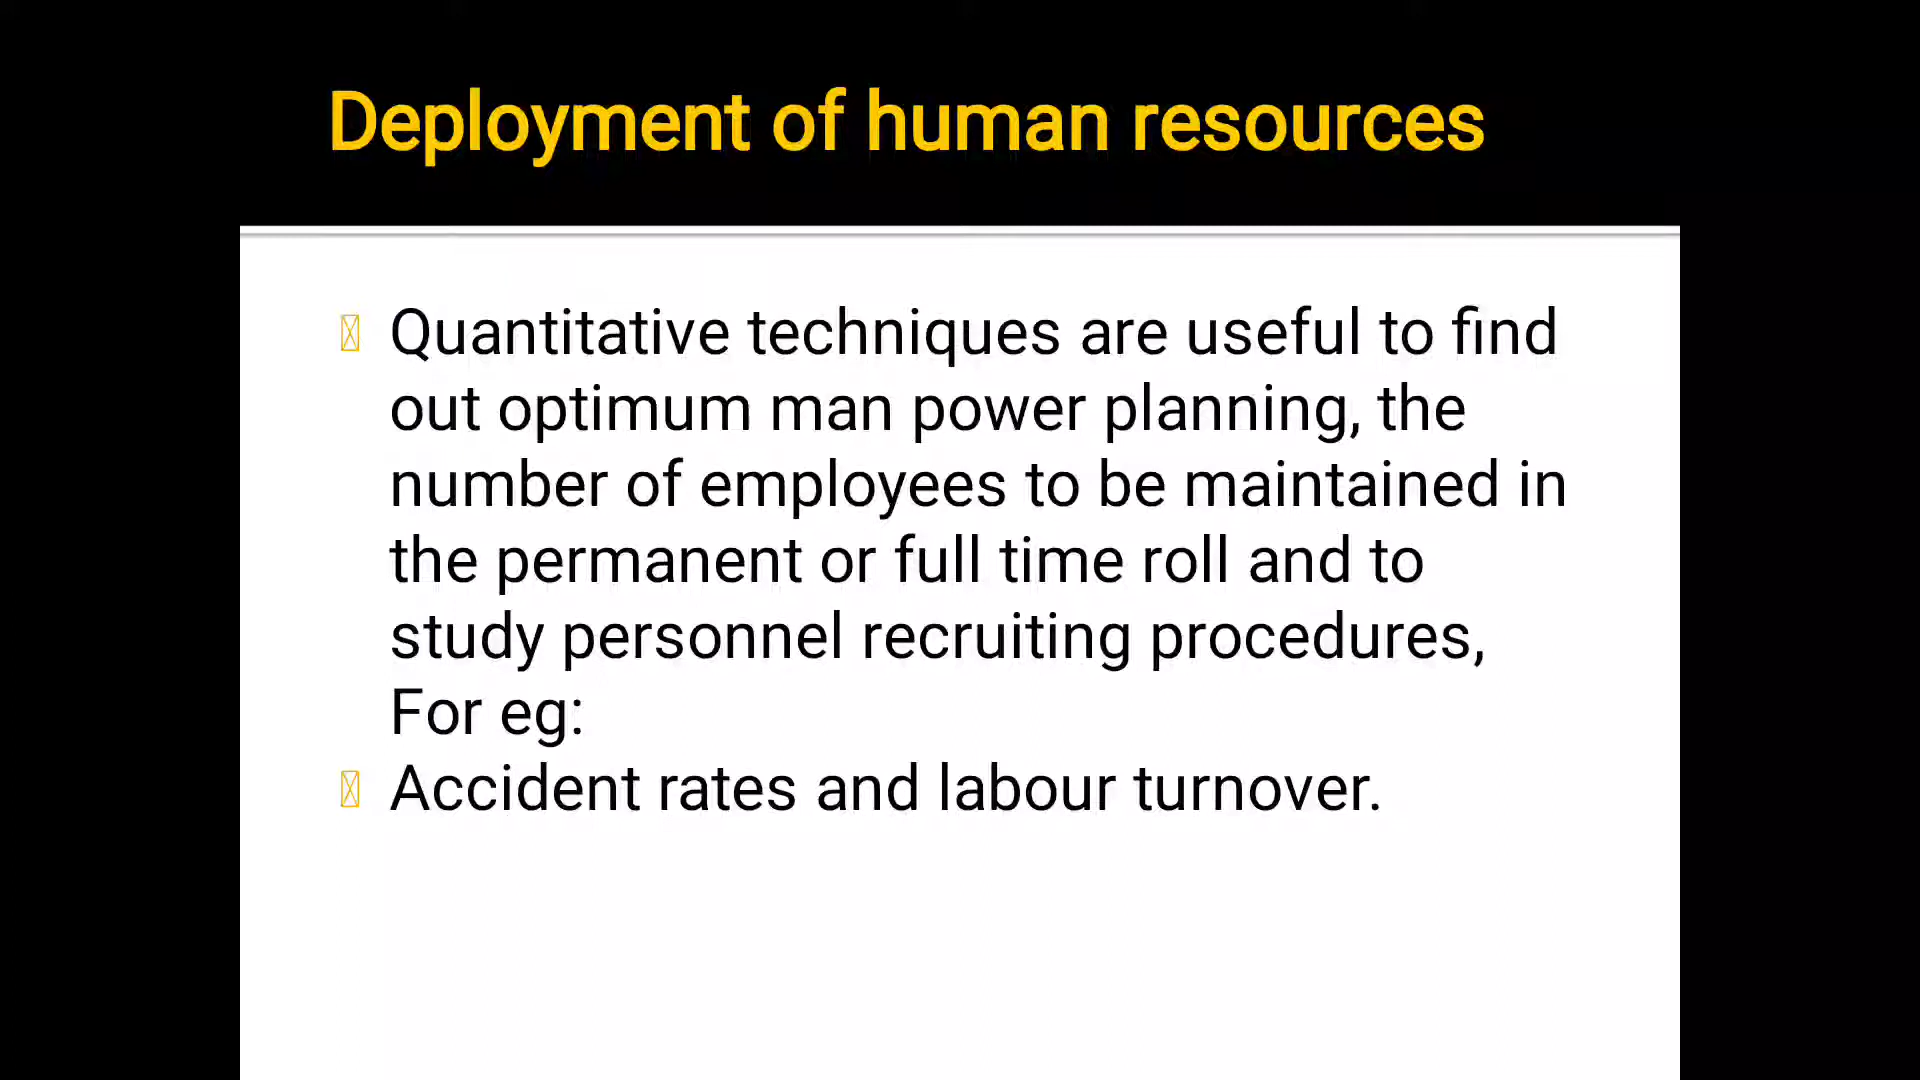 Deployment of human resources
Quantitative techniques are useful to find
out optimum man power planning, the
number of employees to be maintained in
the permanent or full time roll and to
study personnel recruiting procedures,
For eg:
Accident rates and labour turnover.